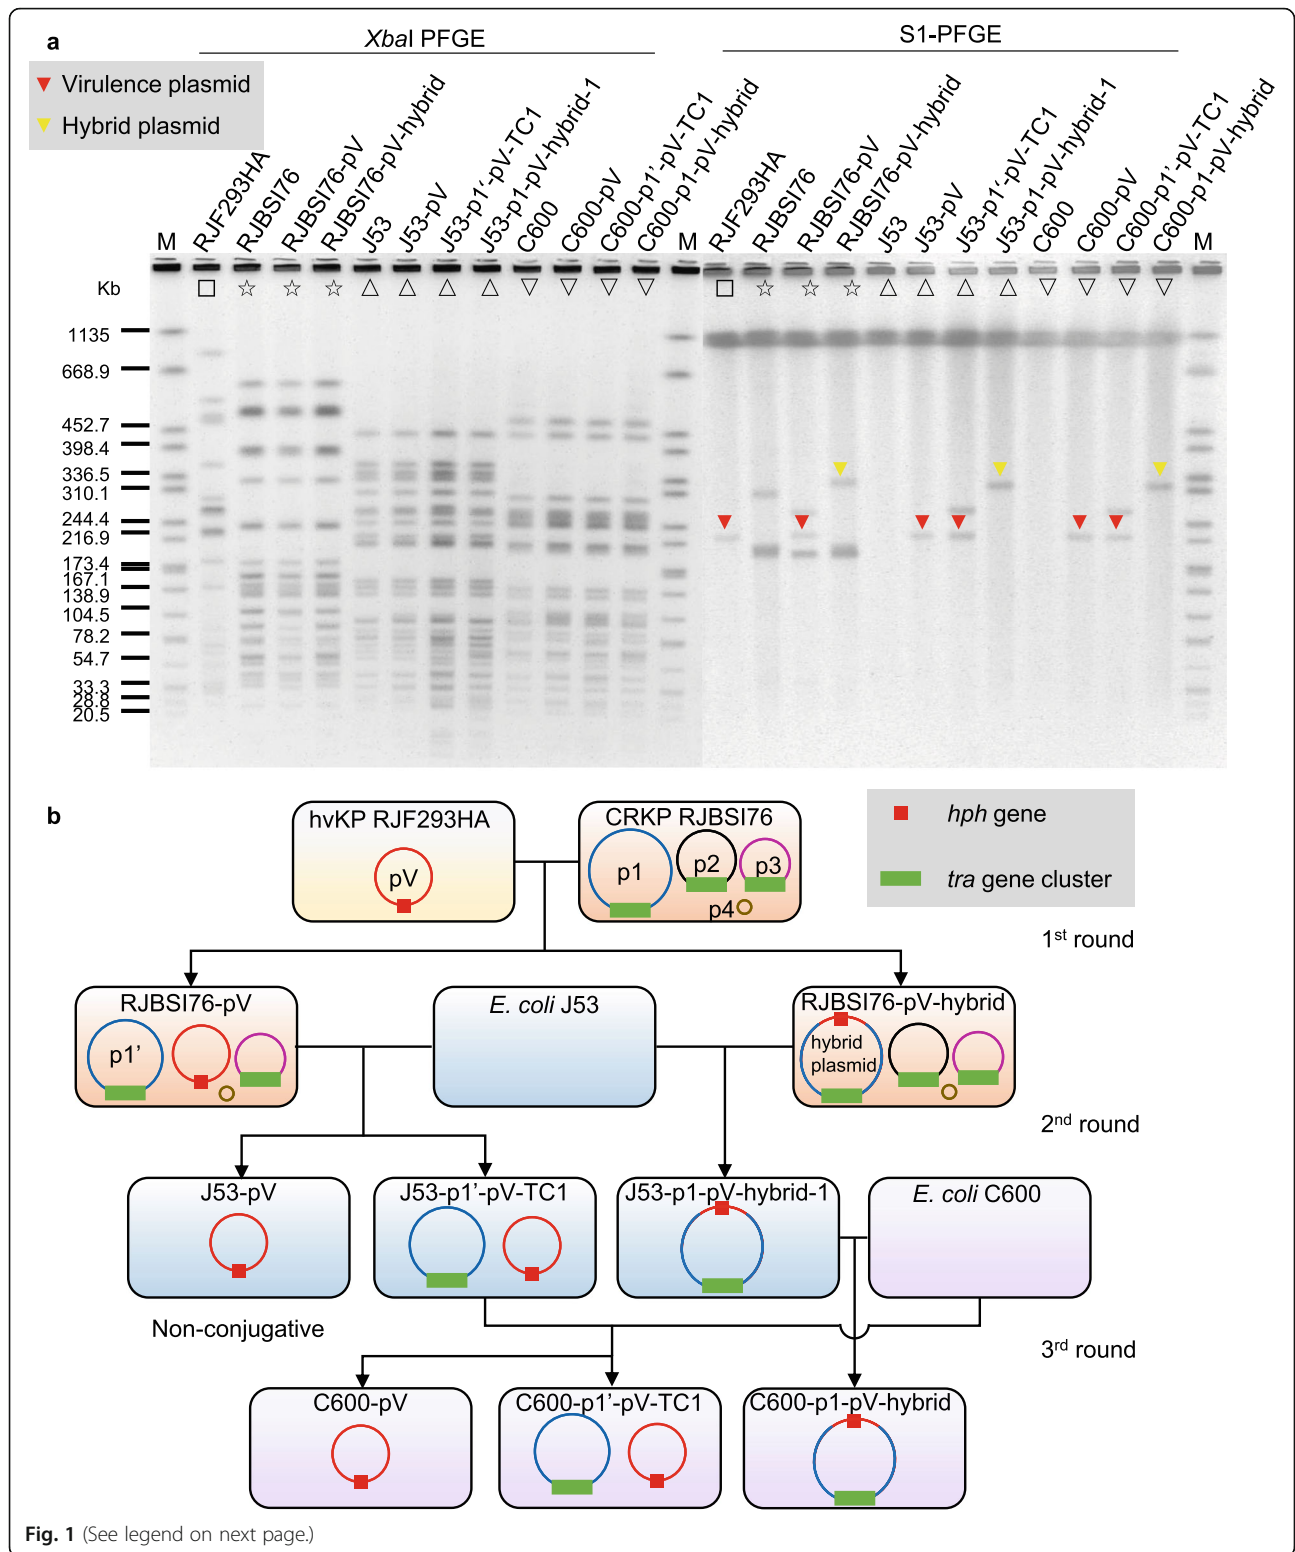 a
XbaI PFGE
S1-PFGE
Virulence plasmid
Hybrid plasmid
M
RJF293HA
RJBSI76
RJBSI76-pV
RJBSI76-pV-hybrid
J53
J53-pV
J53-p1‘-pV-TC1
J53-p1-pV-hybrid-1
C600
C600-pV
C600-p1‘-pV-TC1
C600-p1-pV-hybrid
M
RJF293HA
RJBSI76
RJBSI76-pV
RJBSI76-pV-hybrid
J53
J53-pV
J53-p1‘-pV-TC1
J53-p1-pV-hybrid-1
C600
C600-pV
C600-p1‘-pV-TC1
C600-p1-pV-hybrid
M
Kb
1135
668.9
452.7
398.4
336.5
310.1
244.4
216.9
173.4
167.1
138.9
104.5
78.2
54.7
33.3
28.8
20.5
b
hvKP RJF293HA
pV
CRKP RJBSI76
p1
p2
p3
p4
hph gene
tra gene cluster
1st round
RJBSI76-pV
p1’
E. coli J53
RJBSI76-pV-hybrid
hybrid
plasmid
2nd round
J53-pV
J53-p1’-pV-TC1
J53-p1-pV-hybrid-1
E. coli C600
Non-conjugative
3rd round
C600-pV
C600-p1’-pV-TC1
C600-p1-pV-hybrid
Fig. 1 (See legend on next page.)